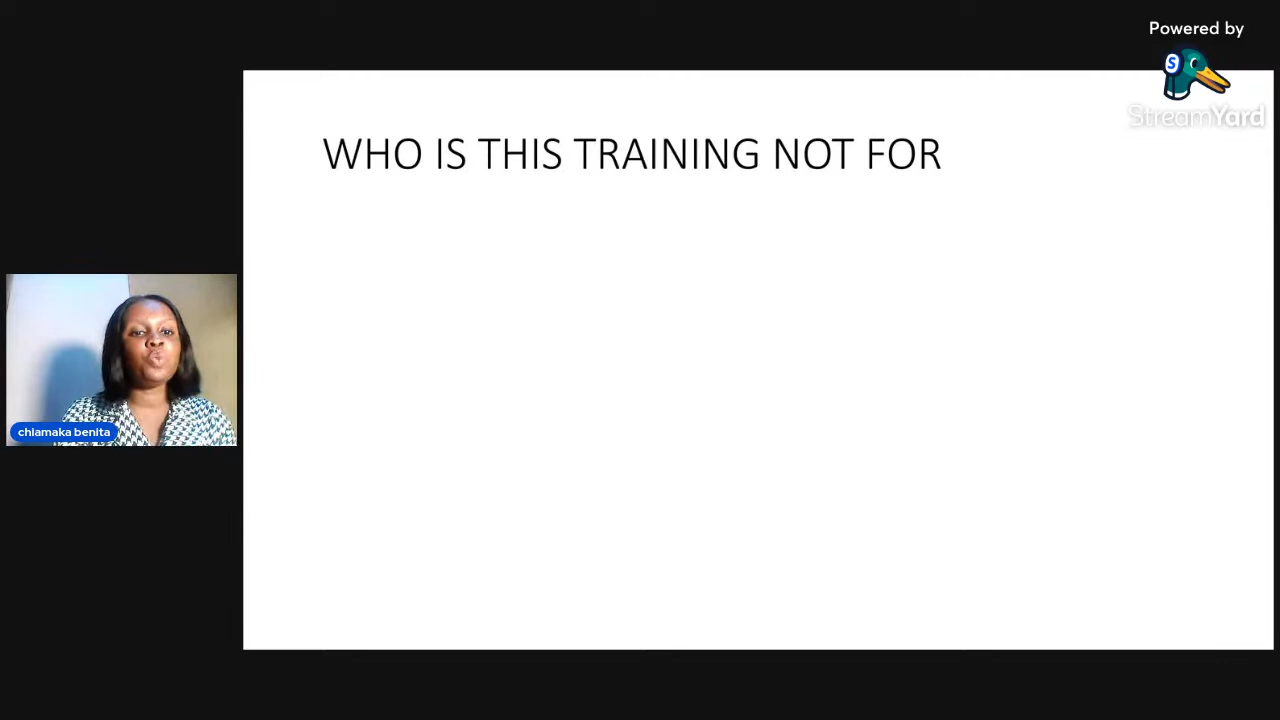 Powered by
S
StreamYard
WHO IS THIS TRAINING NOT FOR
chiamaka benita